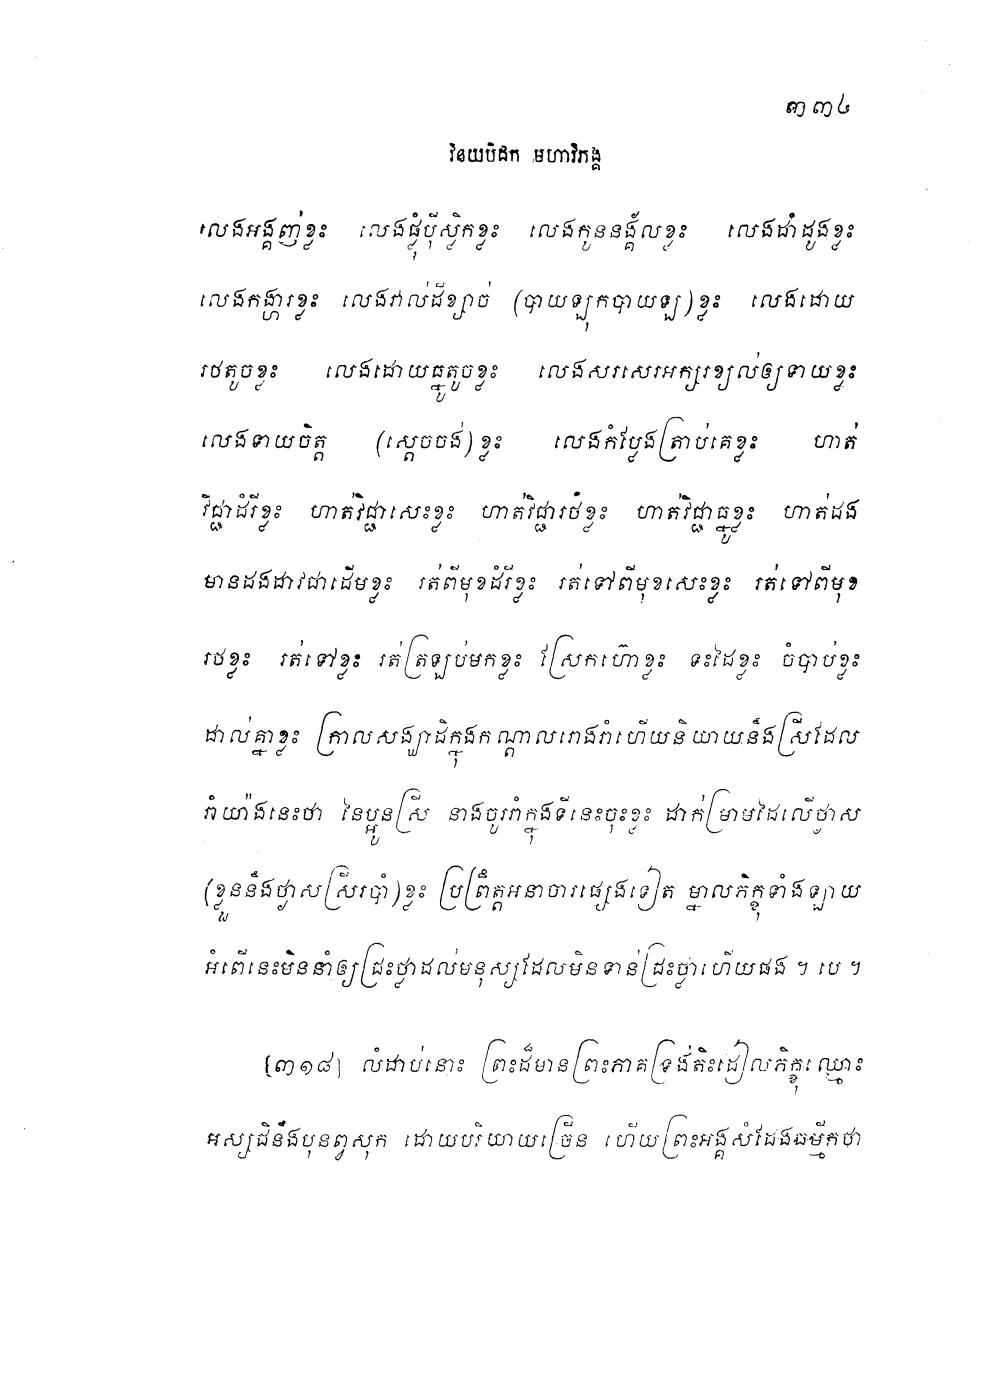 ៣៣៤
វិនយបិដក មហាវិភង្គ
លេងអង្គញ់ខ្លះ លេងផ្ញុំប៉ីស្លឹកខ្លះ លេងកូននង្គ័លខ្លះ លេងដាំដូងខ្លះ
លេងកង្ហារខ្លះ លេងវាល់ដីខ្សាច់ (បាយឡុកបាយឡ)ខ្លះ លេងដោយ
រថតូចខ្លះ លេងដោយធ្នូតូចខ្លះ លេងសរសេរអក្សរខ្យល់ឲ្យទាយខ្លះ
លេងទាយចិត្ត (ស្តេចចង់)ខ្លះ លេងកំប្លែងត្រាប់គេខ្លះ ហាត់
វិជ្ជាដំរីខ្លះ ហាត់វិជ្ជាសេះខ្លះ ហាត់វិជ្ជារថខ្លះ ហាត់វិជ្ជាធ្នូខ្លះ ហាត់ដង
មានដងដាវជាដើមខ្លះ រត់ពីមុខដំរីខ្លះ រត់ទៅពីមុខសេះខ្លះ រត់ទៅពីមុខ
រថខ្លះ រត់ទៅខ្លះ រត់ត្រឡប់មកខ្លះ ស្រែកហ៊ោខ្លះ ទះដៃខ្លះ ចំបាប់ខ្លះ
ដាល់គ្នាខ្លះ ក្រាលសង្ឃាដិក្នុងកណ្តាលរោងរាំហើយនិយាយនឹងស្រីដែល
រាំយ៉ាងនេះថា នៃប្អូនស្រី នាងចូររាំក្នុងទីនេះចុះខ្លះ ដាក់ម្រាមដៃលើថ្ងាស
(ខ្លួននឹងថ្ងាសស្រីរបាំ)ខ្លះ ប្រព្រឹត្តអនាចារផ្សេងទៀត ម្នាលភិក្ខុទាំងឡាយ
អំពើនេះមិននាំឲ្យជ្រះថ្លាដល់មនុស្សដែលមិនទាន់ជ្រះថ្លាហើយផង ។ បេ ។
[៣១៨] លំដាប់នោះ ព្រះដ៏មានព្រះភាគទ្រង់តិះដៀលភិក្ខុឈ្មោះ
អស្សជិនឹងបុនព្វសុក ដោយបរិយាយច្រើន ហើយព្រះអង្គសំដែងធម្មីកថា